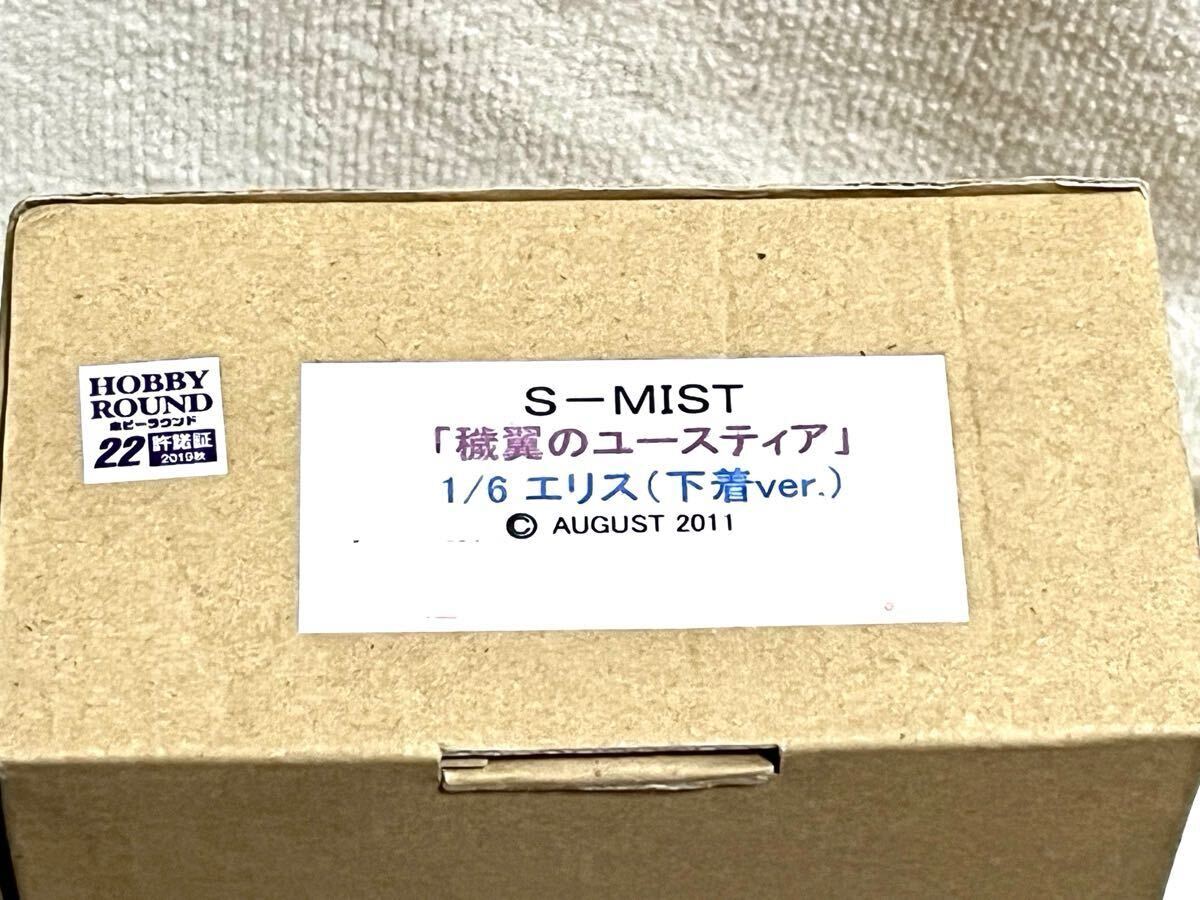 HOBBY
ROUND
ホビーラウンド
22 許諾証
2019秋
S－MIST
「穢翼のユースティア」
1/6 エリス（下着ver.）
© AUGUST 2011